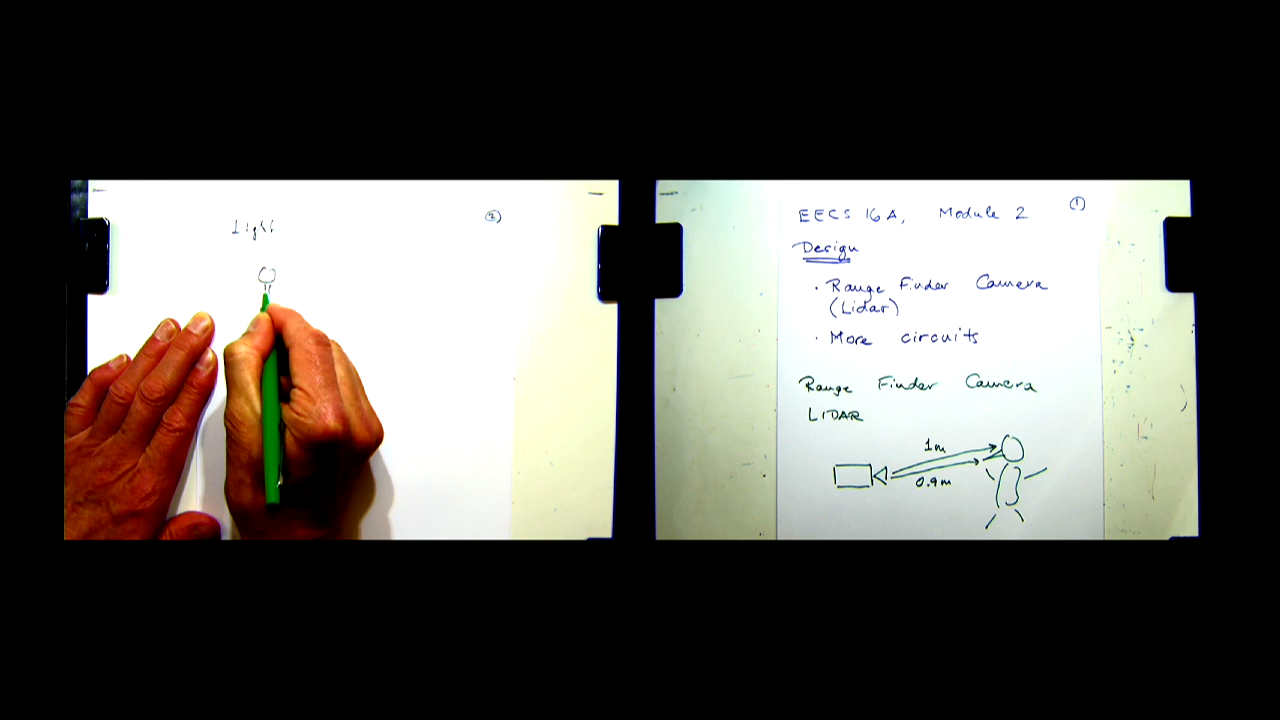 Light
2
EECS 16A, Module 2
1
Design
· Range Finder Camera
(Lidar)
· More circuits
Range Finder Camera
LIDAR
1m
0.9m